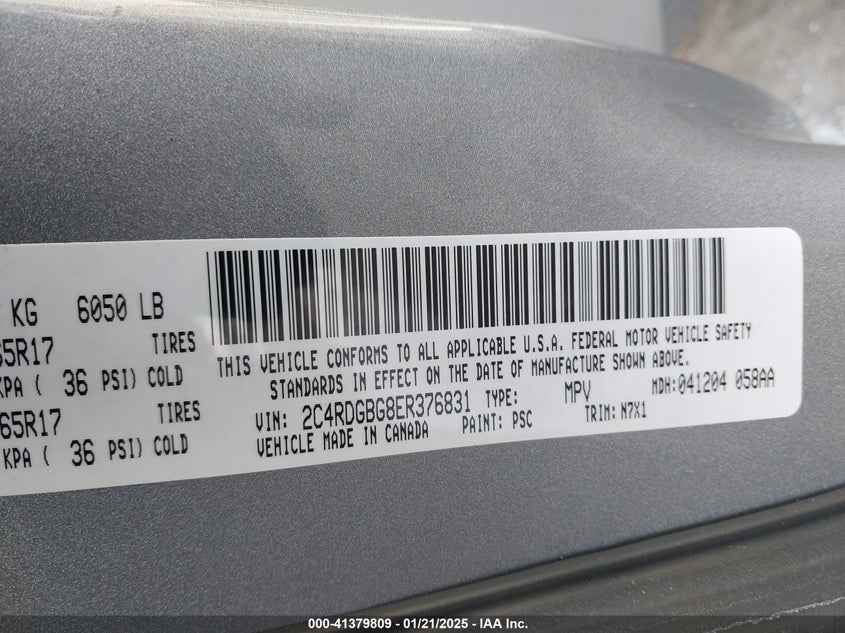 KG 6050 LB
65R17 TIRES
KPA ( 36 PSI) COLD
65R17 TIRES
KPA ( 36 PSI) COLD
THIS VEHICLE CONFORMS TO ALL APPLICABLE U.S.A. FEDERAL MOTOR VEHICLE SAFETY
STANDARDS IN EFFECT ON THE DATE OF MANUFACTURE SHOWN ABOVE.
VIN: 2C4RDGBG8ER376831 TYPE: MPV MDH: 041204 058AA
VEHICLE MADE IN CANADA PAINT: PSC TRIM: N7X1
000-41379809 - 01/21/2025 - IAA Inc.